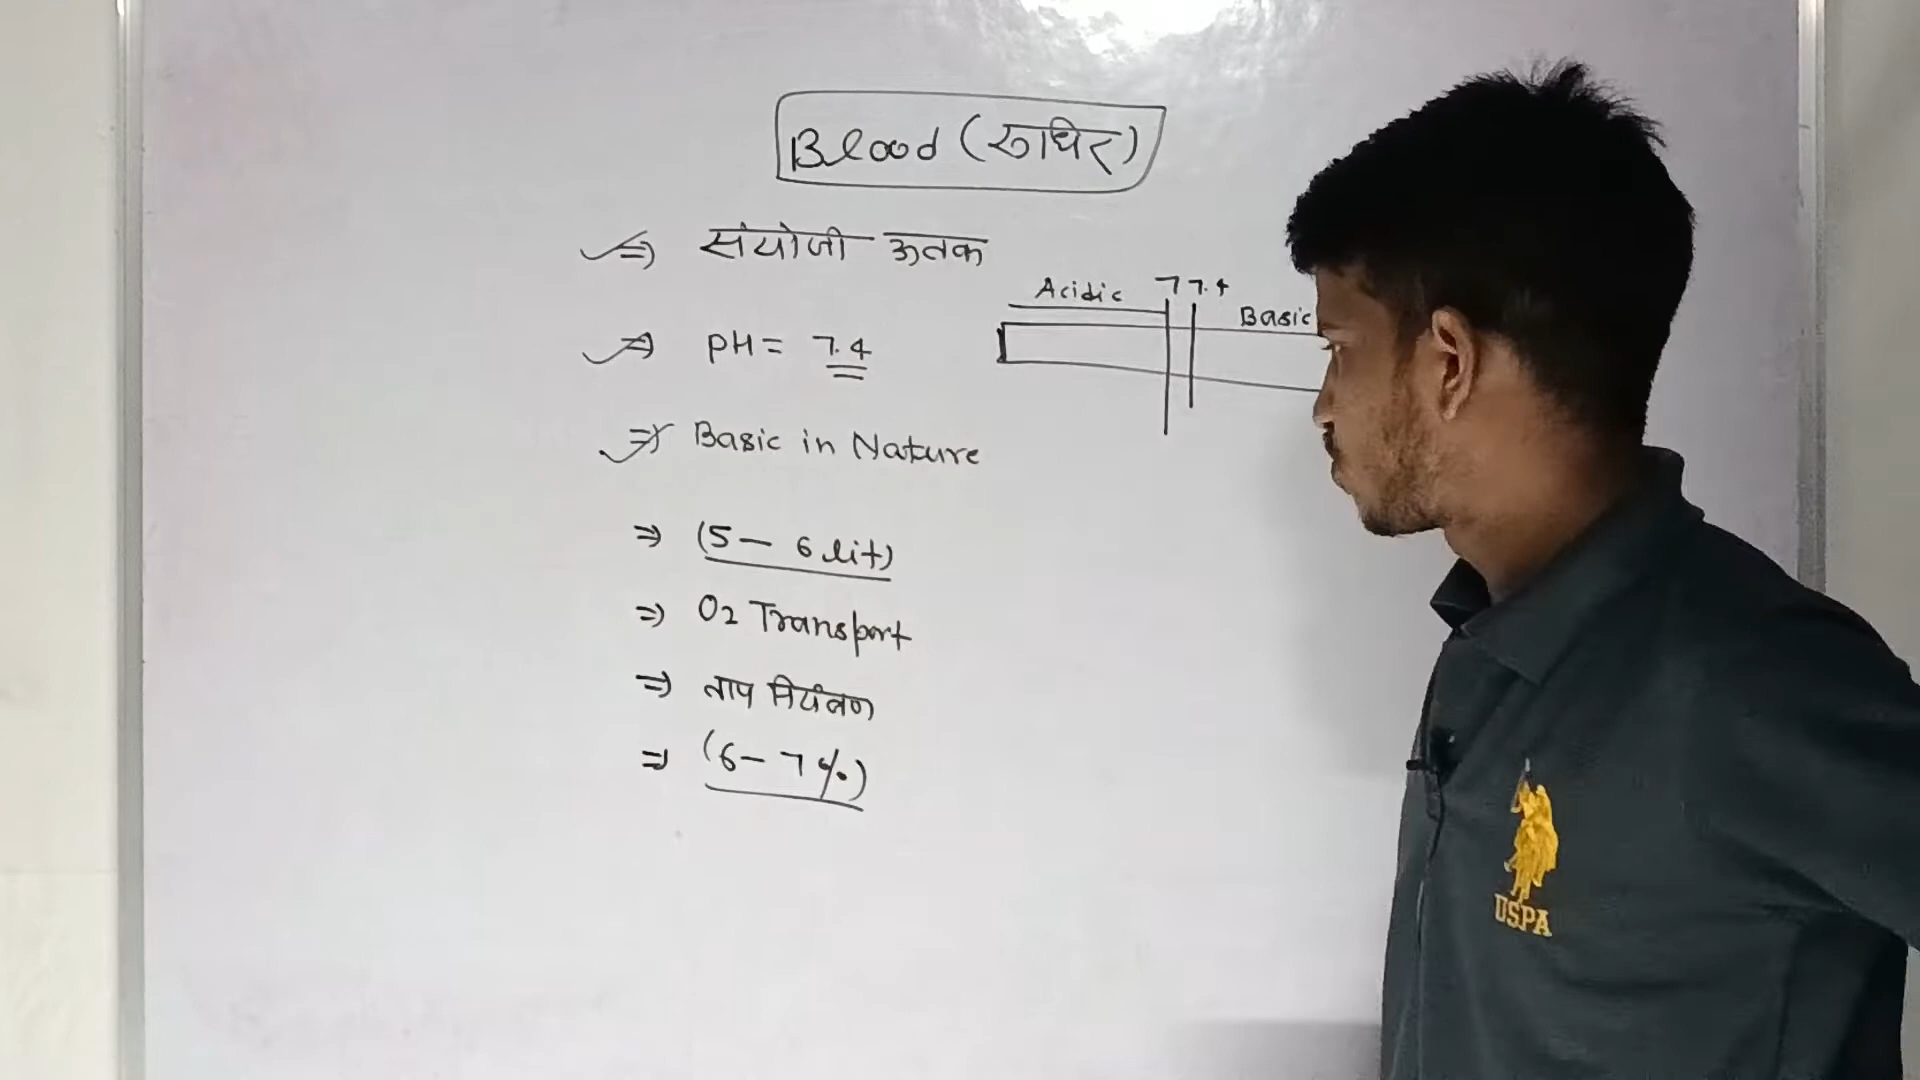 Blood (रूधिर)
⇒ संयोजी ऊतक
Acidic 7 7.4 Basic
⇒ pH = 7.4
⇒ Basic in Nature
⇒ (5 – 6 lit)
⇒ O2 Transport
⇒ ताप नियंत्रण
⇒ (6 – 7%)
USPA